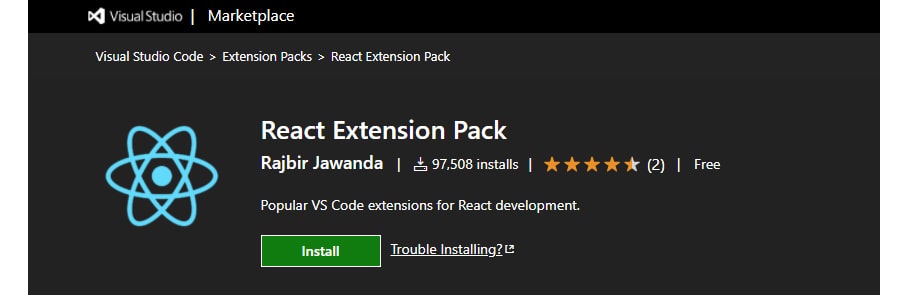 Visual Studio | Marketplace
Visual Studio Code > Extension Packs > React Extension Pack
React Extension Pack
Rajbir Jawanda | 97,508 installs | (2) | Free
Popular VS Code extensions for React development.
Install Trouble Installing?